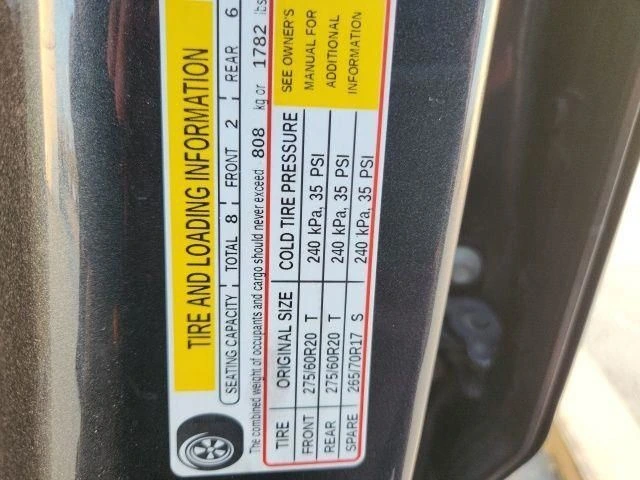 TIRE AND LOADING INFORMATION
SEATING CAPACITY TOTAL 8 FRONT 2 REAR 6
The combined weight of occupants and cargo should never exceed 808 kg or 1782 lbs
TIRE ORIGINAL SIZE COLD TIRE PRESSURE
FRONT 275/60R20 T 240 kPa, 35 PSI
REAR 275/60R20 T 240 kPa, 35 PSI
SPARE 265/70R17 S 240 kPa, 35 PSI
SEE OWNER'S
MANUAL FOR
ADDITIONAL
INFORMATION